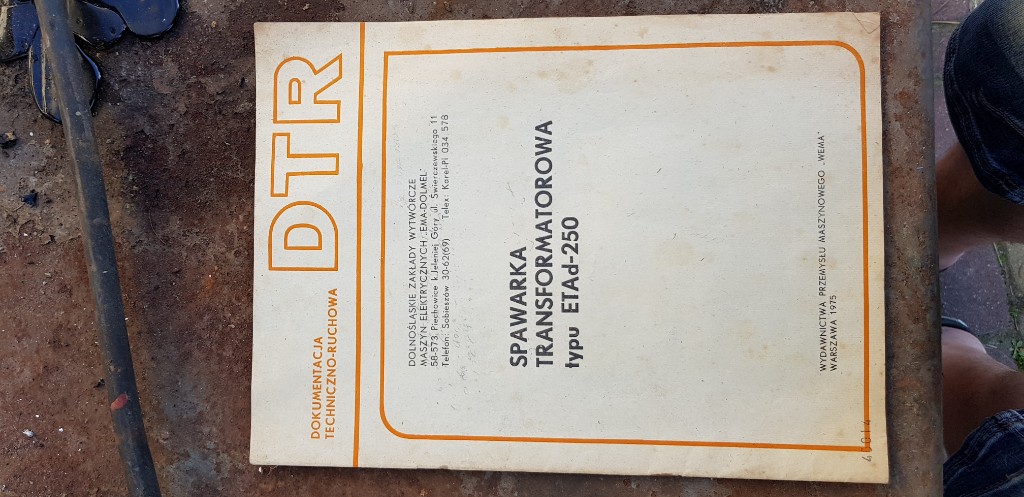 DOKUMENTACJA
TECHNICZNO-RUCHOWA
DTR
DOLNOŚLĄSKIE ZAKŁADY WYTWÓRCZE
MASZYN ELEKTRYCZNYCH „EMA-DOLMEL”
58-573 Piechowice k.Jeleniej Góry ul. Świerczewskiego 11
Telefon: Sobieszów 30-62(69) Telex: Karel-Pl 034 578
SPAWARKA
TRANSFORMATOROWA
typu ETAd-250
WYDAWNICTWA PRZEMYSŁU MASZYNOWEGO „WEMA”
WARSZAWA 1975
4014